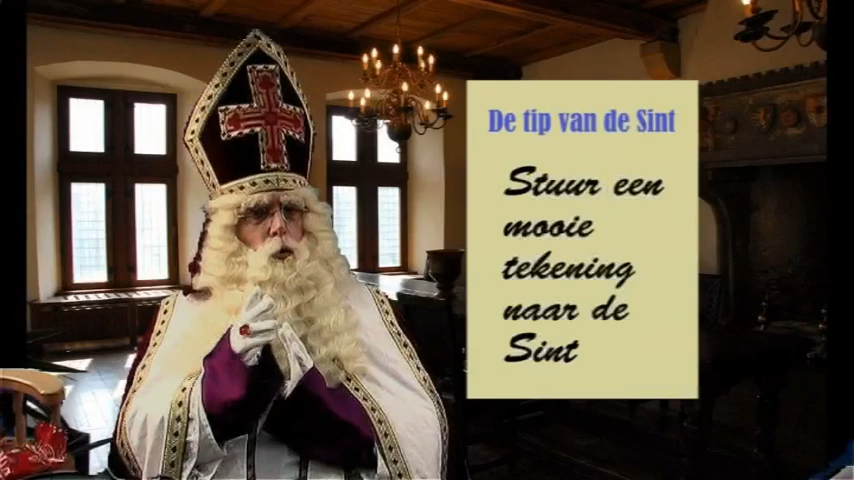 De tip van de Sint
Stuur een
mooie
tekening
naar de
Sint